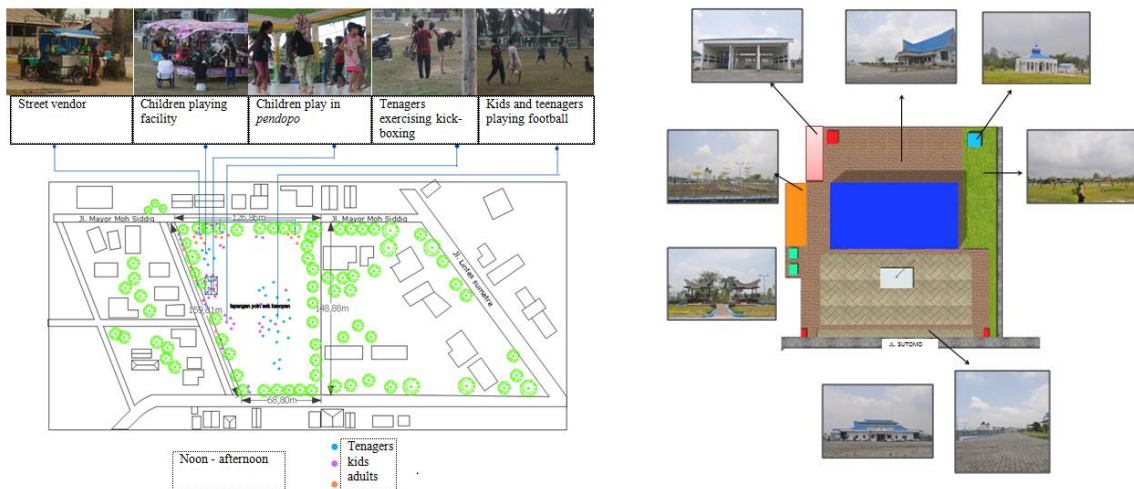 Street vendor
Children playing
facility
Children play in
pendopo
Tenagers
exercising kick-
boxing
Kids and teenagers
playing football
Jl. Mayor Moh Siddiq
126,86m
Jl. Mayor Moh Siddiq
Jl. Lintas sumatra
159,81m
148,88m
68,80m
Noon - afternoon
Tenagers
kids
adults
JL. SUTOMO